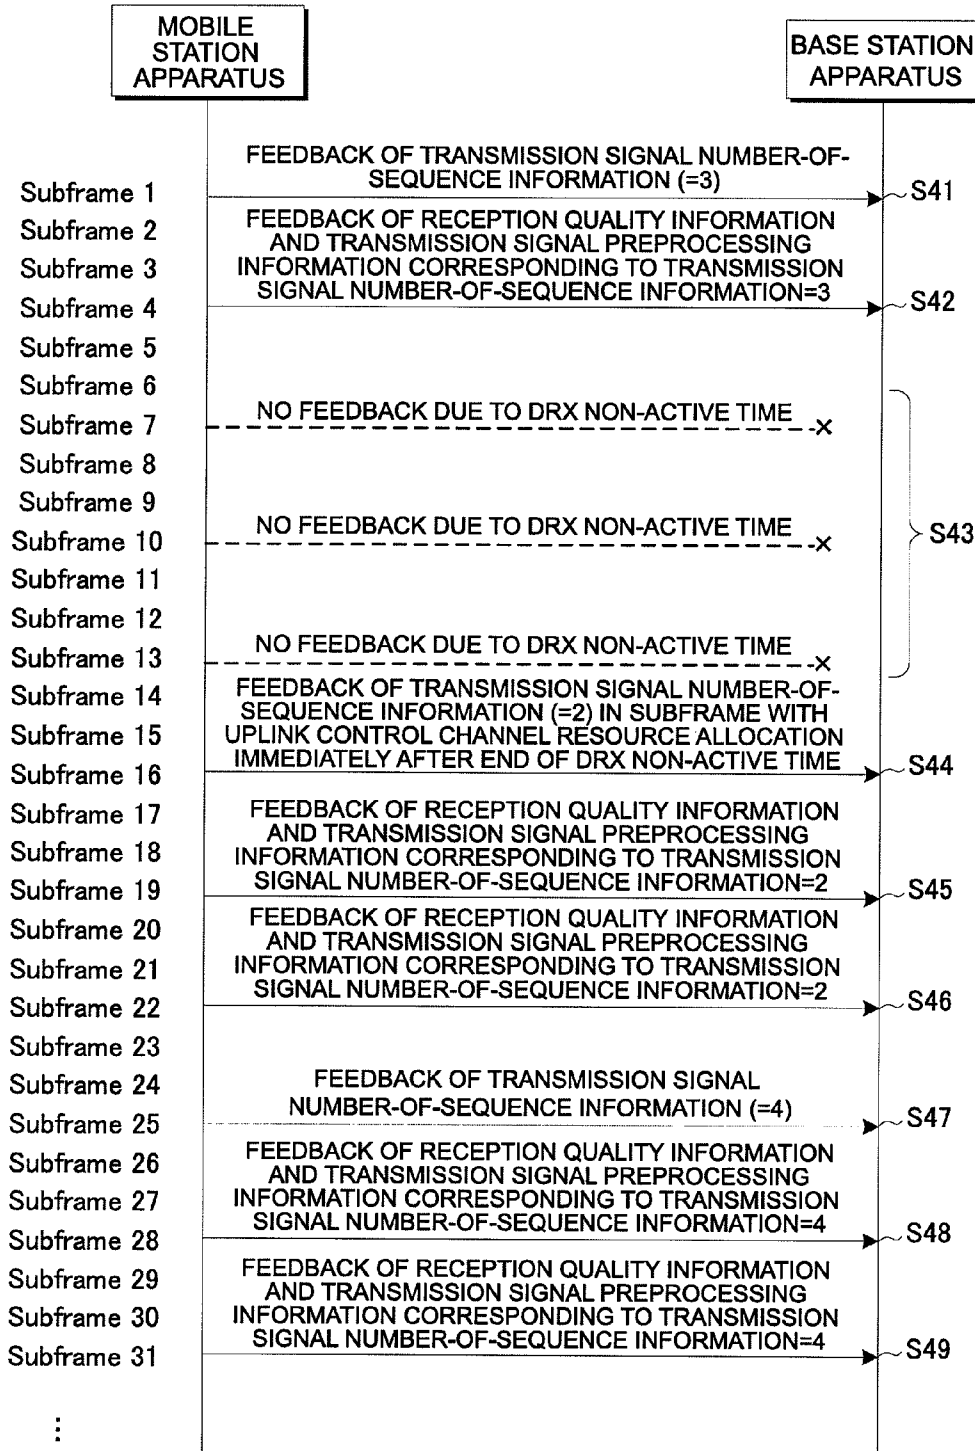 MOBILE
STATION
APPARATUS
BASE STATION
APPARATUS
FEEDBACK OF TRANSMISSION SIGNAL NUMBER-OF-
SEQUENCE INFORMATION (=3)
Subframe 1
S41
FEEDBACK OF RECEPTION QUALITY INFORMATION
Subframe 2
AND TRANSMISSION SIGNAL PREPROCESSING
Subframe 3
INFORMATION CORRESPONDING TO TRANSMISSION
SIGNAL NUMBER-OF-SEQUENCE INFORMATION=3
Subframe 4
S42
Subframe 5
Subframe 6
NO FEEDBACK DUE TO DRX NON-ACTIVE TIME
Subframe 7
Subframe 8
Subframe 9
NO FEEDBACK DUE TO DRX NON-ACTIVE TIME
Subframe 10
S43
Subframe 11
Subframe 12
NO FEEDBACK DUE TO DRX NON-ACTIVE TIME
Subframe 13
FEEDBACK OF TRANSMISSION SIGNAL NUMBER-OF-
Subframe 14
SEQUENCE INFORMATION (=2) IN SUBFRAME WITH
Subframe 15
UPLINK CONTROL CHANNEL RESOURCE ALLOCATION
IMMEDIATELY AFTER END OF DRX NON-ACTIVE TIME
Subframe 16
S44
Subframe 17
FEEDBACK OF RECEPTION QUALITY INFORMATION
AND TRANSMISSION SIGNAL PREPROCESSING
Subframe 18
INFORMATION CORRESPONDING TO TRANSMISSION
SIGNAL NUMBER-OF-SEQUENCE INFORMATION=2
Subframe 19
S45
FEEDBACK OF RECEPTION QUALITY INFORMATION
Subframe 20
AND TRANSMISSION SIGNAL PREPROCESSING
Subframe 21
INFORMATION CORRESPONDING TO TRANSMISSION
SIGNAL NUMBER-OF-SEQUENCE INFORMATION=2
Subframe 22
S46
Subframe 23
Subframe 24
FEEDBACK OF TRANSMISSION SIGNAL
NUMBER-OF-SEQUENCE INFORMATION (=4)
Subframe 25
S47
FEEDBACK OF RECEPTION QUALITY INFORMATION
Subframe 26
AND TRANSMISSION SIGNAL PREPROCESSING
Subframe 27
INFORMATION CORRESPONDING TO TRANSMISSION
SIGNAL NUMBER-OF-SEQUENCE INFORMATION=4
Subframe 28
S48
FEEDBACK OF RECEPTION QUALITY INFORMATION
Subframe 29
AND TRANSMISSION SIGNAL PREPROCESSING
Subframe 30
INFORMATION CORRESPONDING TO TRANSMISSION
SIGNAL NUMBER-OF-SEQUENCE INFORMATION=4
Subframe 31
S49
⋮